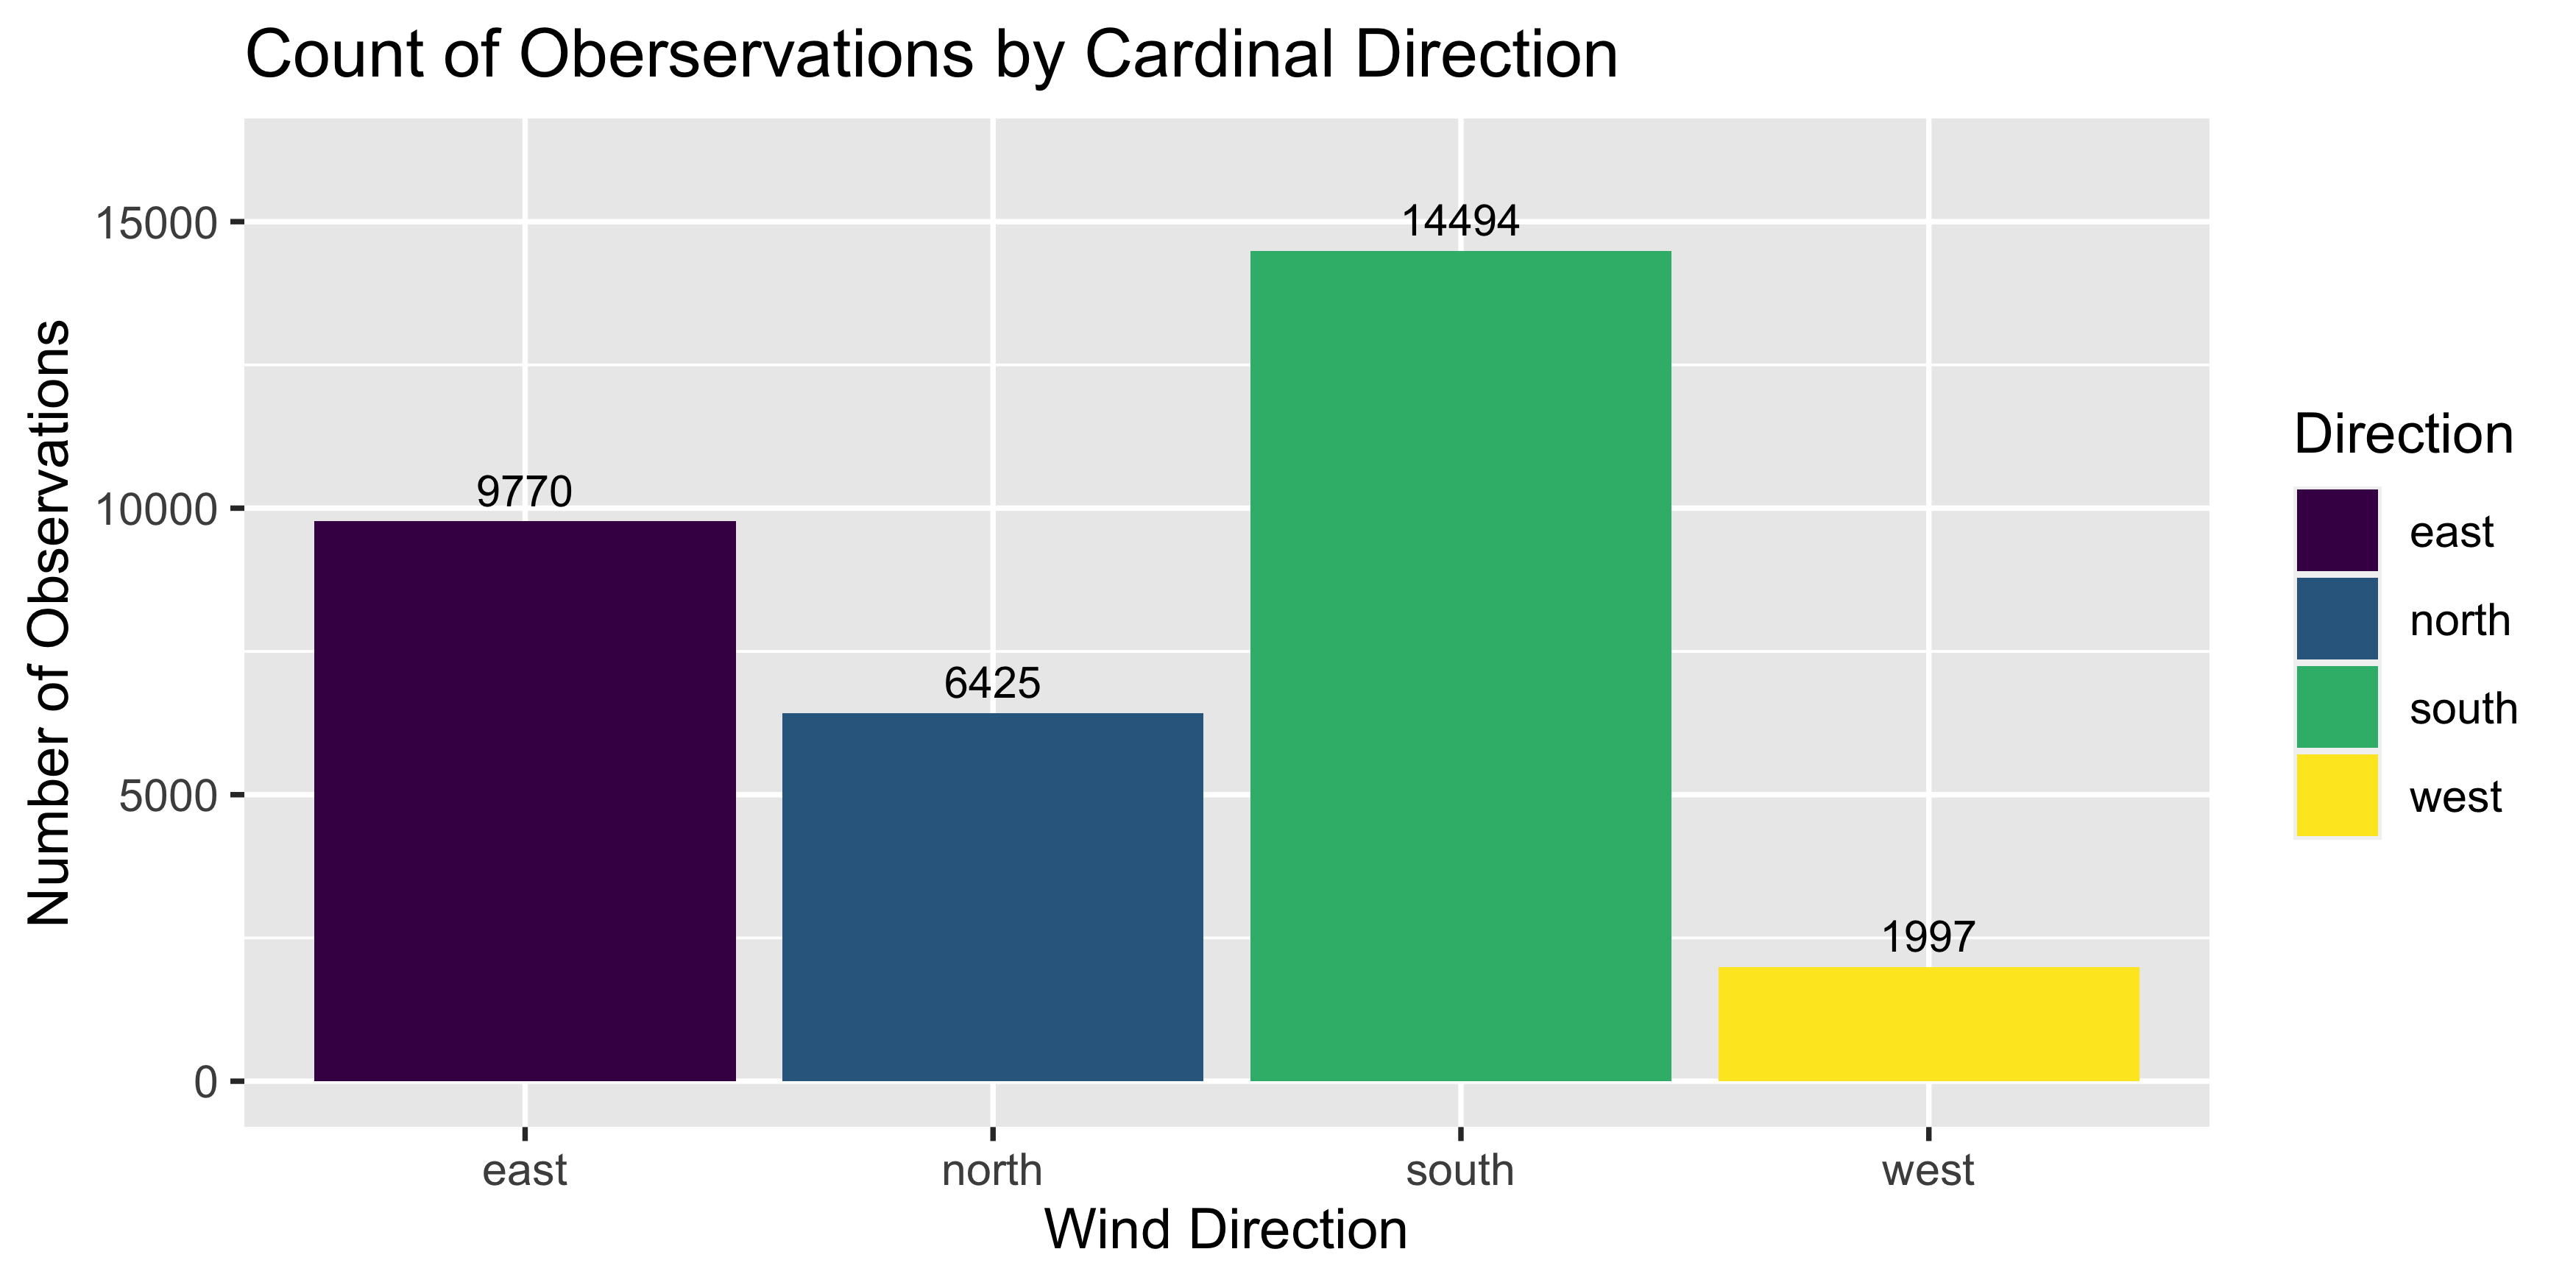 Count of Oberservations by Cardinal Direction
Number of Observations
15000
10000
5000
0
9770
6425
14494
1997
east
north
south
west
Wind Direction
Direction
east
north
south
west